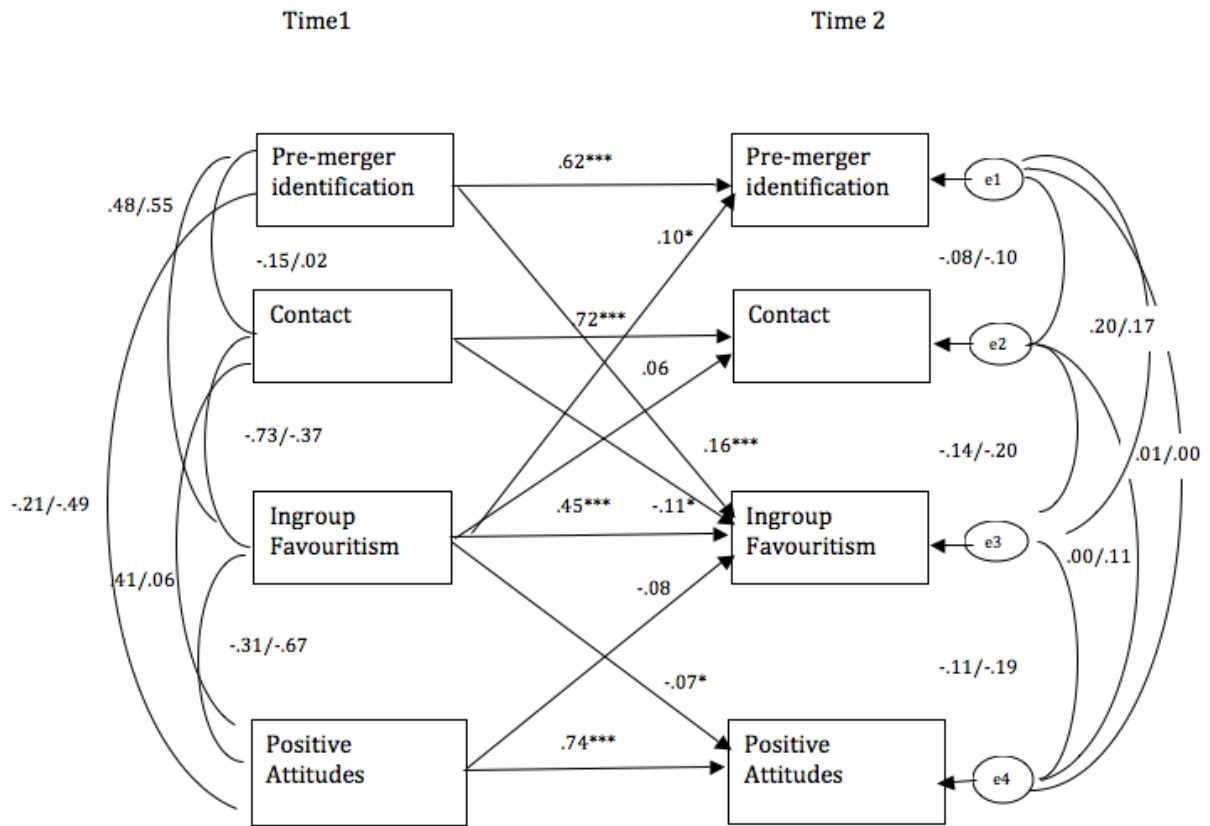 Time1
Time 2
Pre-merger
identification
.62***
Pre-merger
identification
e1
.48/.55
.10*
-.15/.02
-.08/-.10
Contact
.72***
Contact
e2
.20/.17
.06
-.73/-.37
.16***
-.14/-.20
.01/.00
-.21/-.49
Ingroup
Favouritism
.45***
-.11*
Ingroup
Favouritism
e3
.00/.11
.41/.06
-.08
-.31/-.67
-.07*
-.11/-.19
Positive
Attitudes
.74***
Positive
Attitudes
e4